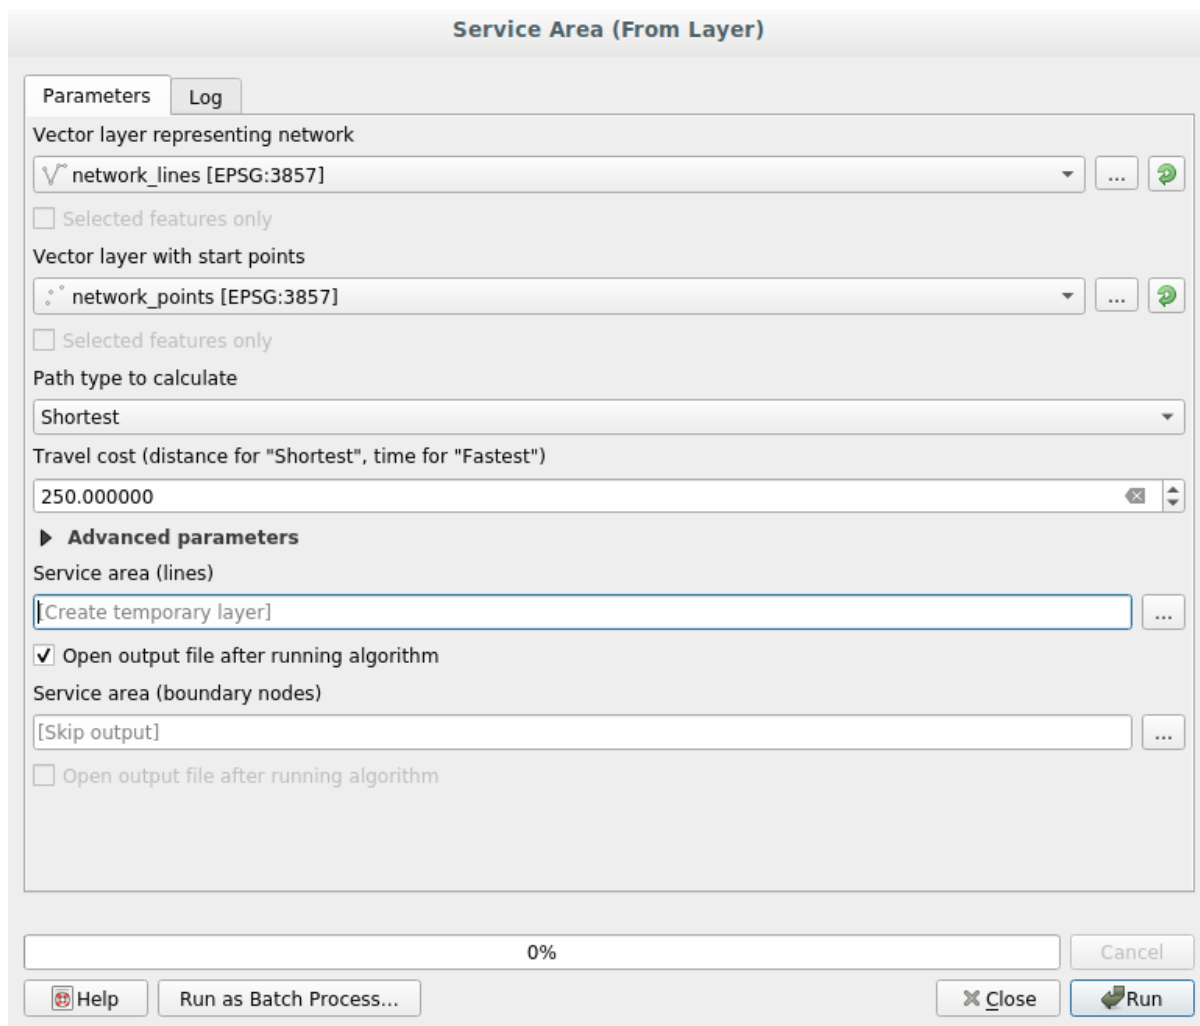 Service Area (From Layer)
Parameters Log
Vector layer representing network
network_lines [EPSG:3857] ...
Selected features only
Vector layer with start points
network_points [EPSG:3857] ...
Selected features only
Path type to calculate
Shortest
Travel cost (distance for "Shortest", time for "Fastest")
250.000000
Advanced parameters
Service area (lines)
[Create temporary layer] ...
Open output file after running algorithm
Service area (boundary nodes)
[Skip output] ...
Open output file after running algorithm
0% Cancel
Help Run as Batch Process... Close Run